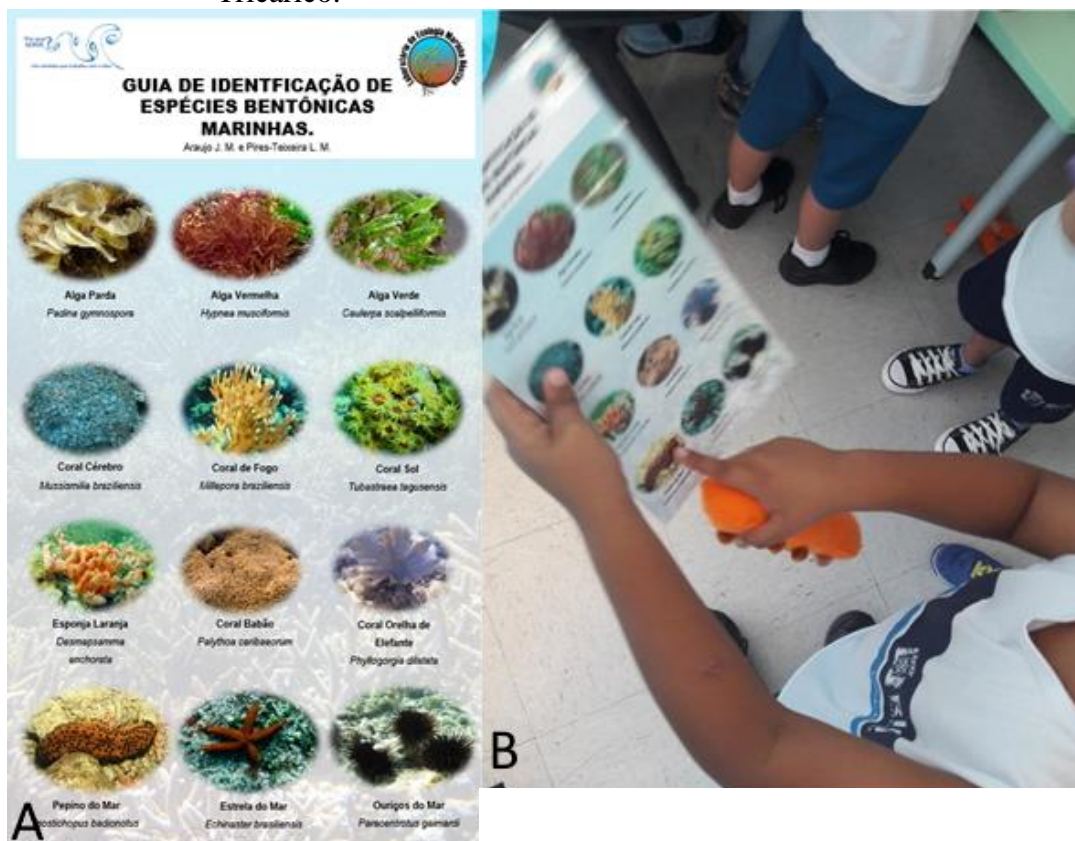 Tricarico.
GUIA DE IDENTFICAÇÃO DE
ESPÉCIES BENTÔNICAS
MARINHAS.
Araujo J. M. e Pires-Teixeira L. M.
Alga Parda
Padina gymnospora
Alga Vermelha
Hypnea musciformis
Alga Verde
Caulerpa scalpelliformis
Coral Cérebro
Mussismilia braziliensis
Coral de Fogo
Millepora braziliensis
Coral Sol
Tubastraea tagusensis
Esponja Laranja
Desmapsamma
anchorata
Coral Babão
Palythoa caribaeorum
Coral Orelha de
Elefante
Phyllogorgia dilatata
Pepino do Mar
ostichopus badionotus
Estrela do Mar
Echinaster brasiliensis
Ouriços do Mar
Paracentrotus gaimardi
A
B